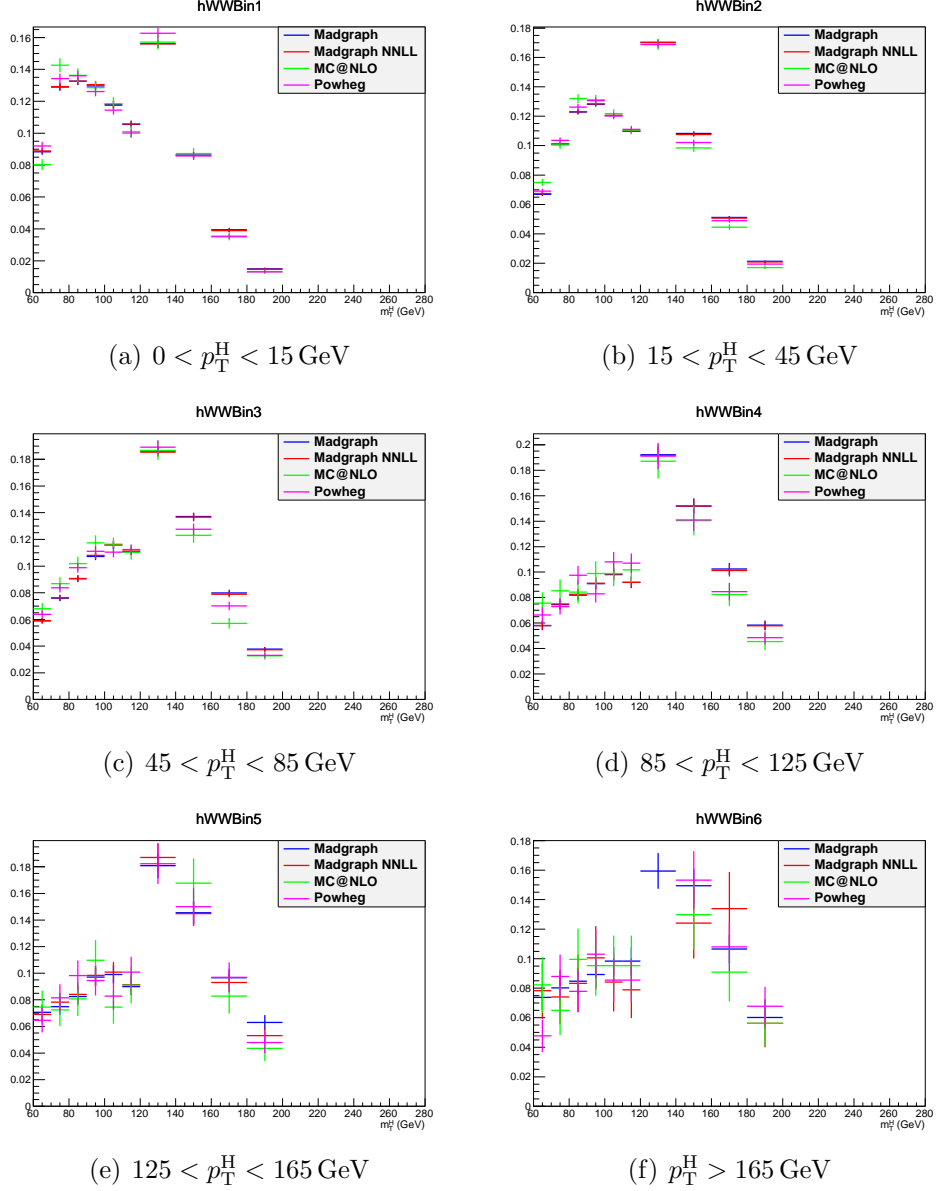 hWWBin1
0.16
0.14
0.12
0.1
0.08
0.06
0.04
0.02
0
Madgraph
Madgraph NNLL
MC@NLO
Powheg
60 80 100 120 140 160 180 200 220 240 260 280
m_T^H (GeV)
(a) 0 < p_T^H < 15 GeV
hWWBin2
0.18
0.16
0.14
0.12
0.1
0.08
0.06
0.04
0.02
0
Madgraph
Madgraph NNLL
MC@NLO
Powheg
60 80 100 120 140 160 180 200 220 240 260 280
m_T^H (GeV)
(b) 15 < p_T^H < 45 GeV
hWWBin3
0.18
0.16
0.14
0.12
0.1
0.08
0.06
0.04
0.02
0
Madgraph
Madgraph NNLL
MC@NLO
Powheg
60 80 100 120 140 160 180 200 220 240 260 280
m_T^H (GeV)
(c) 45 < p_T^H < 85 GeV
hWWBin4
0.2
0.18
0.16
0.14
0.12
0.1
0.08
0.06
0.04
0.02
0
Madgraph
Madgraph NNLL
MC@NLO
Powheg
60 80 100 120 140 160 180 200 220 240 260 280
m_T^H (GeV)
(d) 85 < p_T^H < 125 GeV
hWWBin5
0.18
0.16
0.14
0.12
0.1
0.08
0.06
0.04
0.02
0
Madgraph
Madgraph NNLL
MC@NLO
Powheg
60 80 100 120 140 160 180 200 220 240 260 280
m_T^H (GeV)
(e) 125 < p_T^H < 165 GeV
hWWBin6
0.18
0.16
0.14
0.12
0.1
0.08
0.06
0.04
0.02
0
Madgraph
Madgraph NNLL
MC@NLO
Powheg
60 80 100 120 140 160 180 200 220 240 260 280
m_T^H (GeV)
(f) p_T^H > 165 GeV